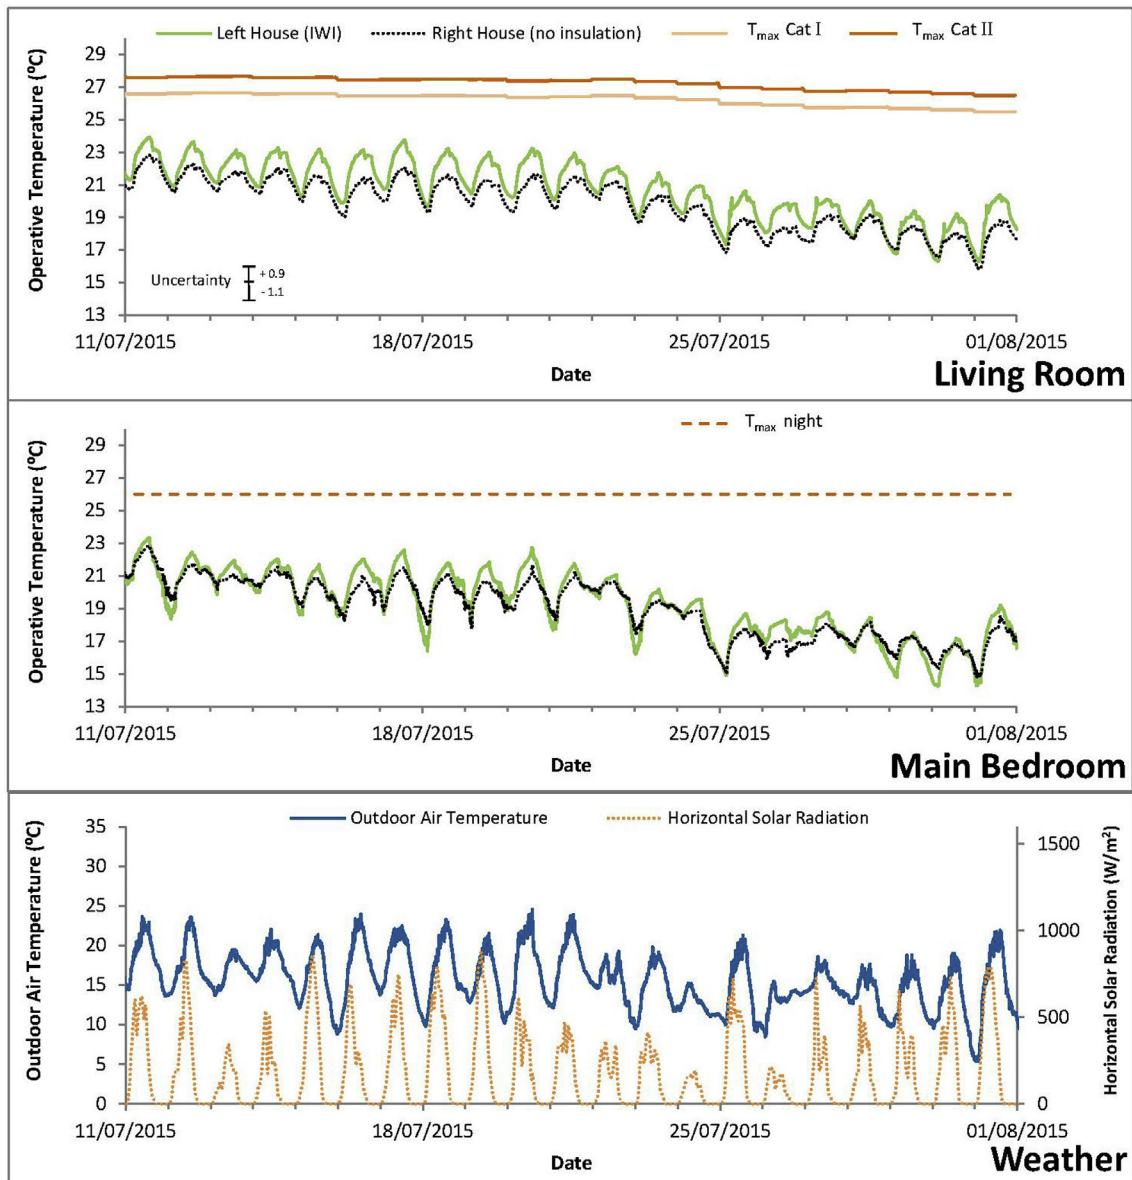 Left House (IWI) Right House (no insulation) Tmax Cat I Tmax Cat II
Operative Temperature (⁰C)
29
27
25
23
21
19
17
15
13
Uncertainty + 0.9
- 1.1
11/07/2015 18/07/2015 25/07/2015 01/08/2015
Date
Living Room
Tmax night
Operative Temperature (⁰C)
29
27
25
23
21
19
17
15
13
11/07/2015 18/07/2015 25/07/2015 01/08/2015
Date
Main Bedroom
Outdoor Air Temperature Horizontal Solar Radiation
Outdoor Air Temperature (⁰C)
35
30
25
20
15
10
5
0
1500
1000
500
0
Horizontal Solar Radiation (W/m²)
11/07/2015 18/07/2015 25/07/2015 01/08/2015
Date
Weather